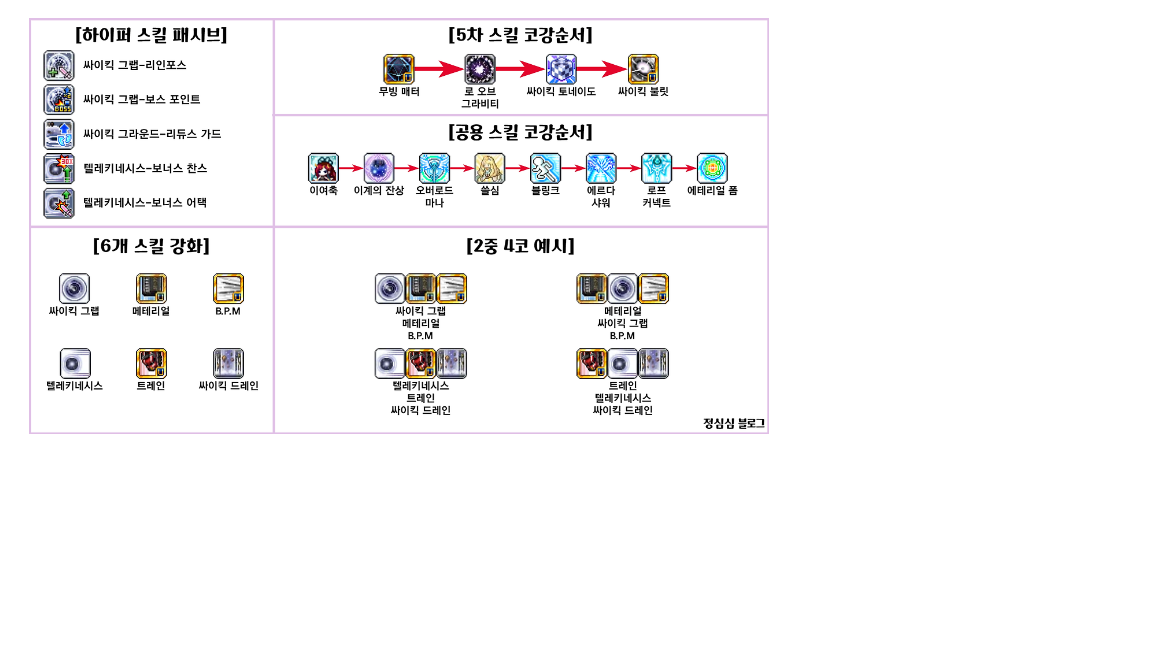 [하이퍼 스킬 패시브]
싸이킥 그랩-리인포스
싸이킥 그랩-보스 포인트
싸이킥 그라운드-리듀스 가드
텔레키네시스-보너스 찬스
텔레키네시스-보너스 어택
[5차 스킬 코강순서]
무빙 매터
로 오브
그라비티
싸이킥 토네이도
싸이킥 불릿
[공용 스킬 코강순서]
이여축
이계의 잔상
오버로드
마나
쓸심
블링크
에르다
샤워
로프
커넥트
에테리얼 폼
[6개 스킬 강화]
싸이킥 그랩
메테리얼
B.P.M
텔레키네시스
트레인
싸이킥 드레인
[2중 4코 예시]
싸이킥 그랩
메테리얼
B.P.M
메테리얼
싸이킥 그랩
B.P.M
텔레키네시스
트레인
싸이킥 드레인
트레인
텔레키네시스
싸이킥 드레인
정심심 블로그